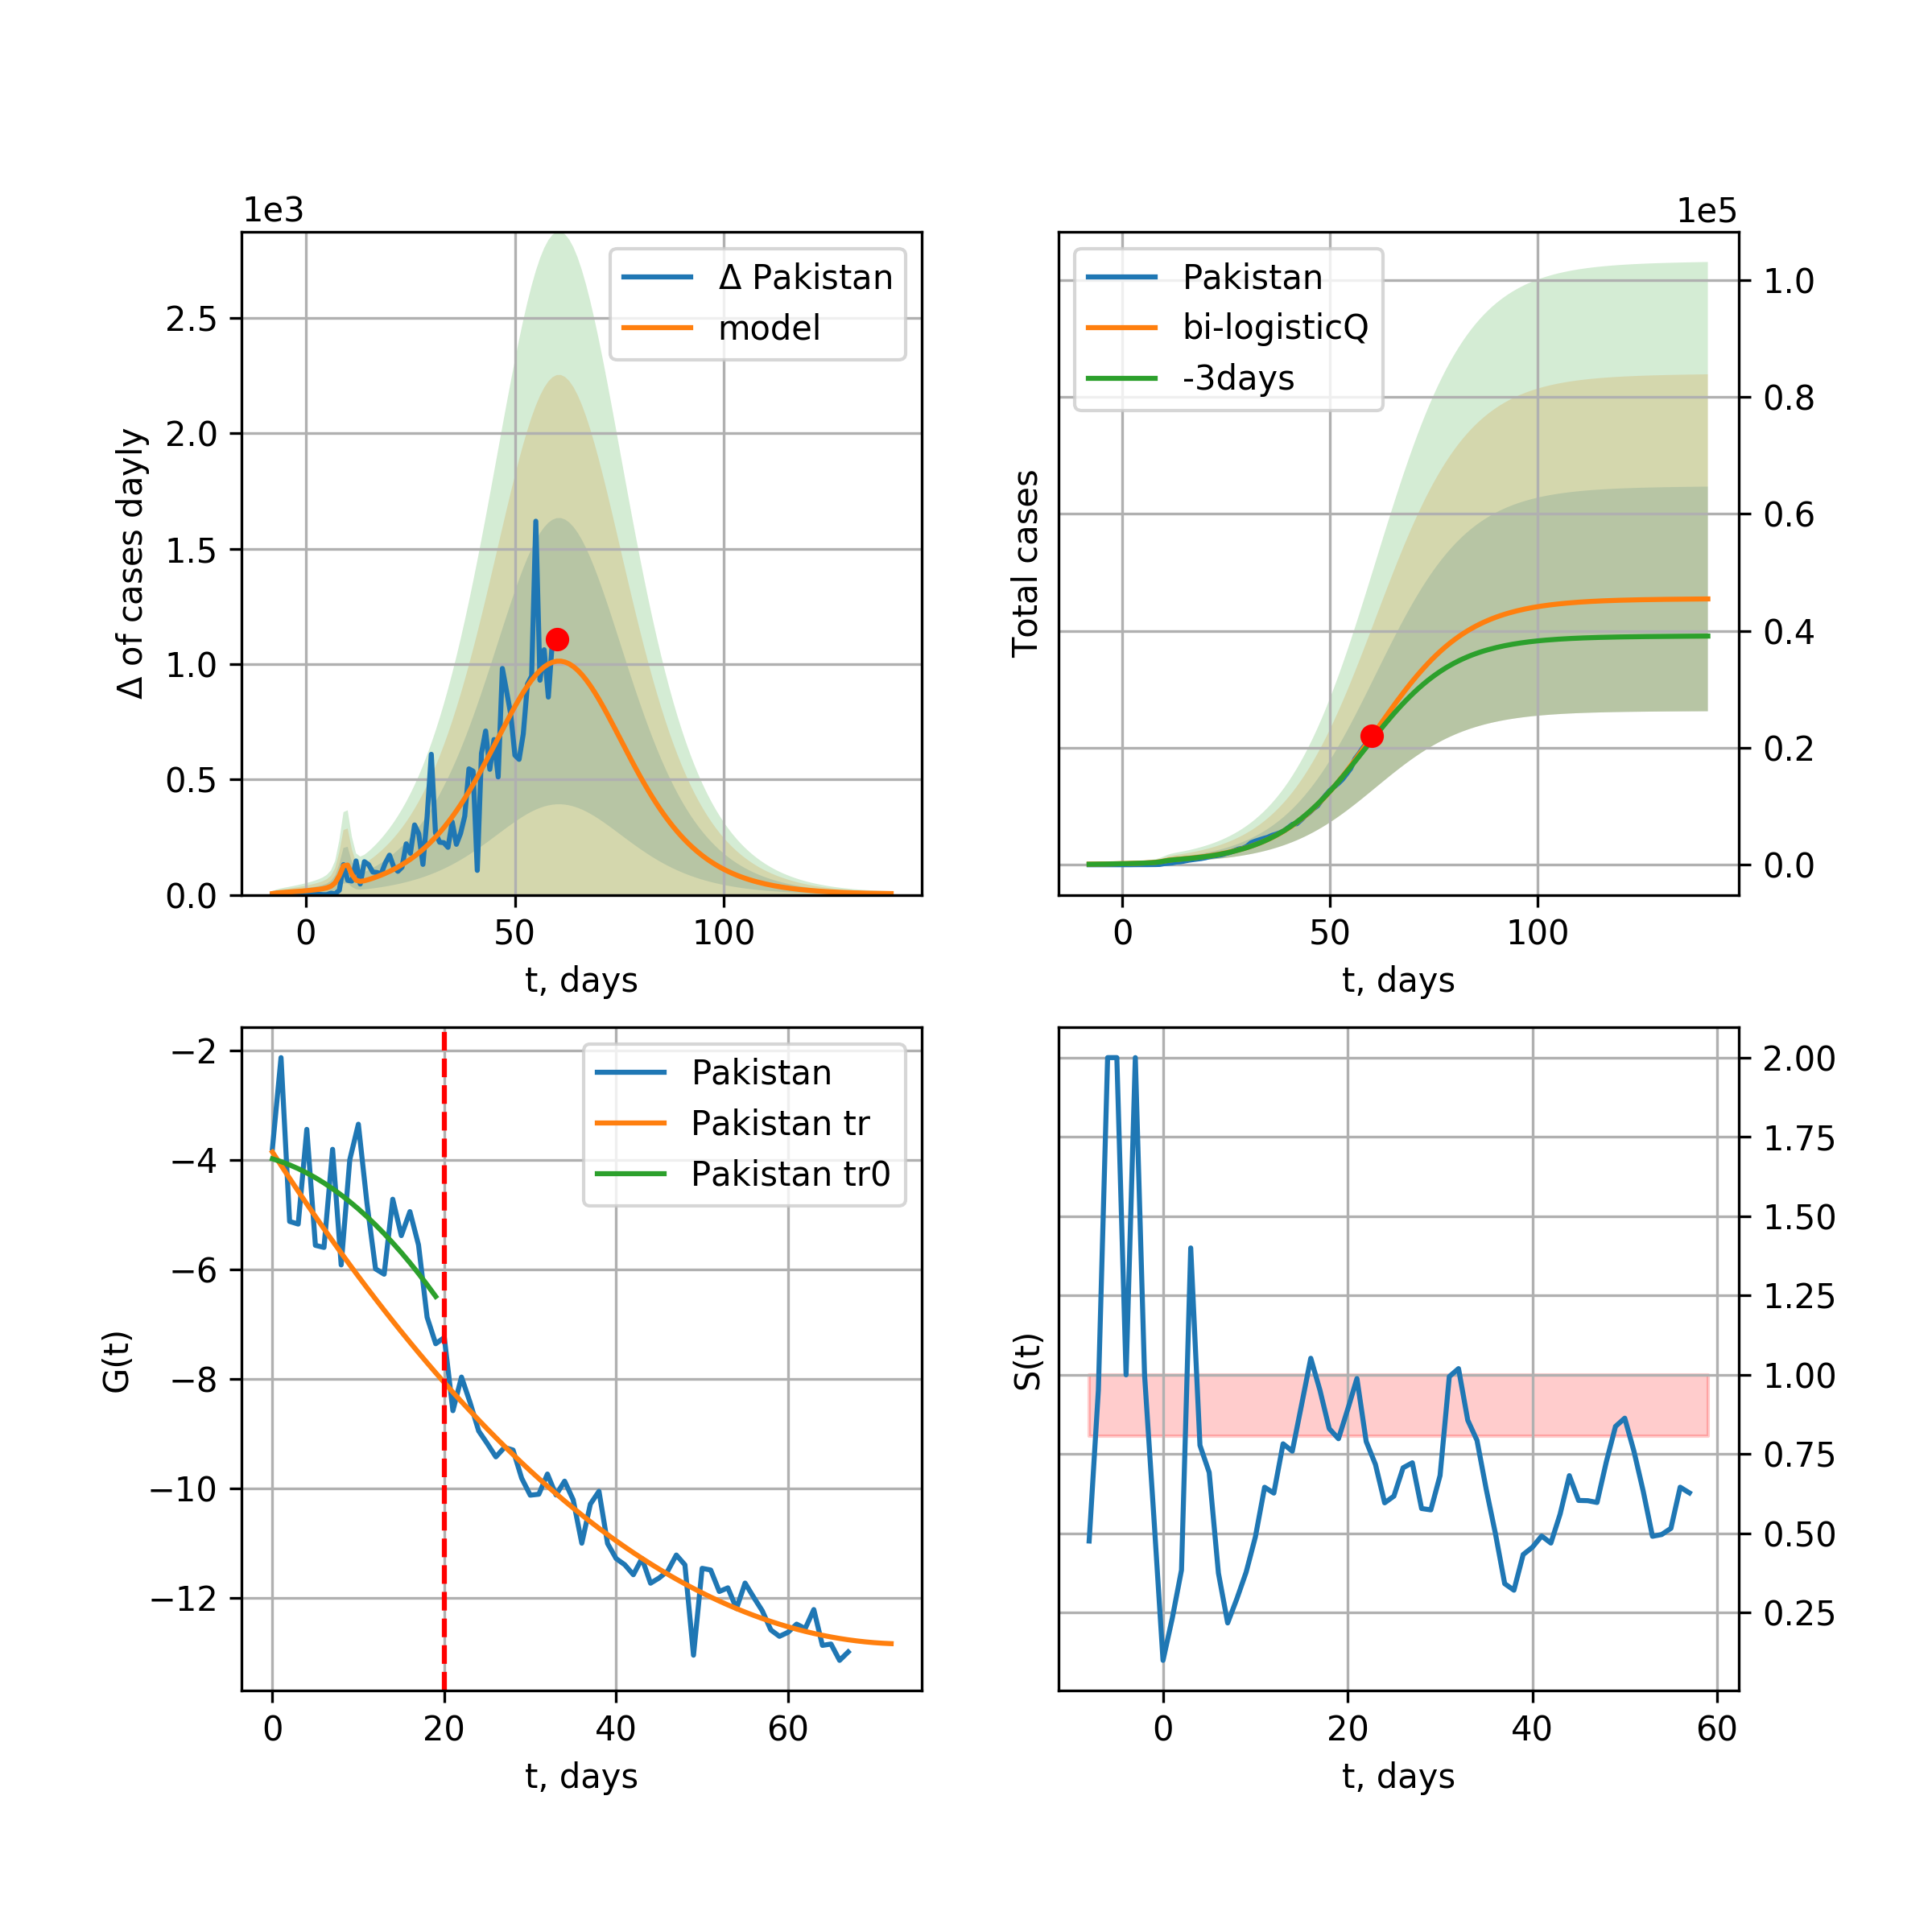 1e3
Δ of cases dayly
2.5
2.0
1.5
1.0
0.5
0.0
Δ Pakistan
model
0 50 100
t, days
1e5
Total cases
Pakistan
bi-logisticQ
-3days
1.0
0.8
0.6
0.4
0.2
0.0
0 50 100
t, days
G(t)
−2
−4
−6
−8
−10
−12
Pakistan
Pakistan tr
Pakistan tr0
0 20 40 60
t, days
S(t)
2.00
1.75
1.50
1.25
1.00
0.75
0.50
0.25
0 20 40 60
t, days